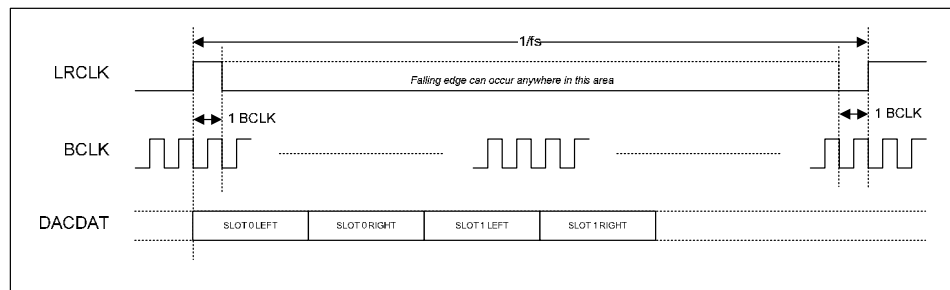 1/fs
LRCLK
Falling edge can occur anywhere in this area
1 BCLK
1 BCLK
BCLK
DACDAT
SLOT 0 LEFT
SLOT 0 RIGHT
SLOT 1 LEFT
SLOT 1 RIGHT